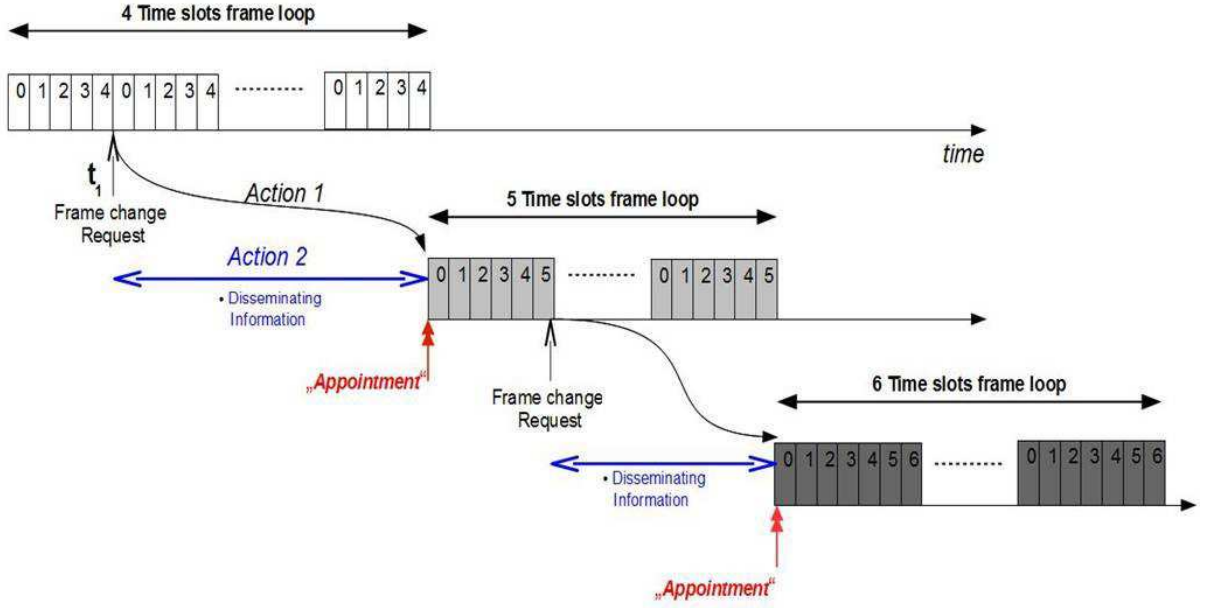 4 Time slots frame loop
0 1 2 3 4 0 1 2 3 4 .......... 0 1 2 3 4
time
t1
Action 1
Frame change
Request
5 Time slots frame loop
Action 2
• Disseminating
Information
0 1 2 3 4 5 .......... 0 1 2 3 4 5
„Appointment“
Frame change
Request
6 Time slots frame loop
0 1 2 3 4 5 6 .......... 0 1 2 3 4 5 6
• Disseminating
Information
„Appointment“